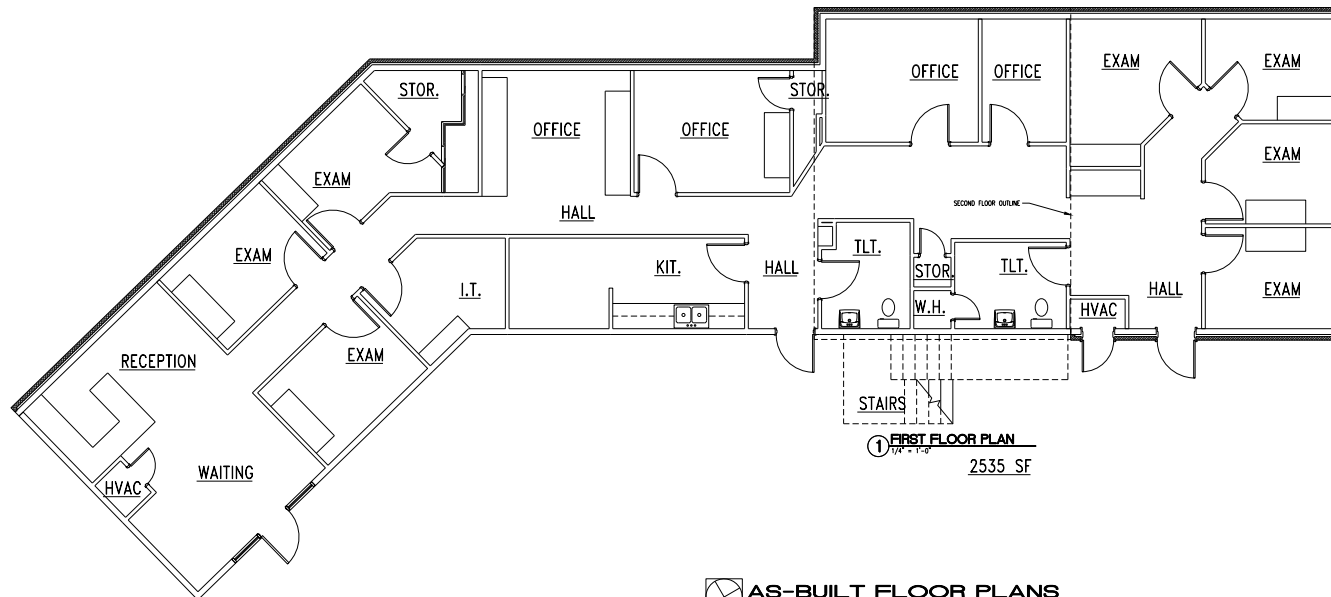 OFFICE
OFFICE
EXAM
EXAM
STOR.
STOR.
OFFICE
OFFICE
EXAM
EXAM
SECOND FLOOR OUTLINE
HALL
EXAM
TLT.
KIT.
HALL
STOR.
TLT.
I.T.
HALL
EXAM
W.H.
HVAC
RECEPTION
EXAM
STAIRS
1
FIRST FLOOR PLAN
1/4" = 1'-0"
2535 SF
WAITING
HVAC
AS-BUILT FLOOR PLANS